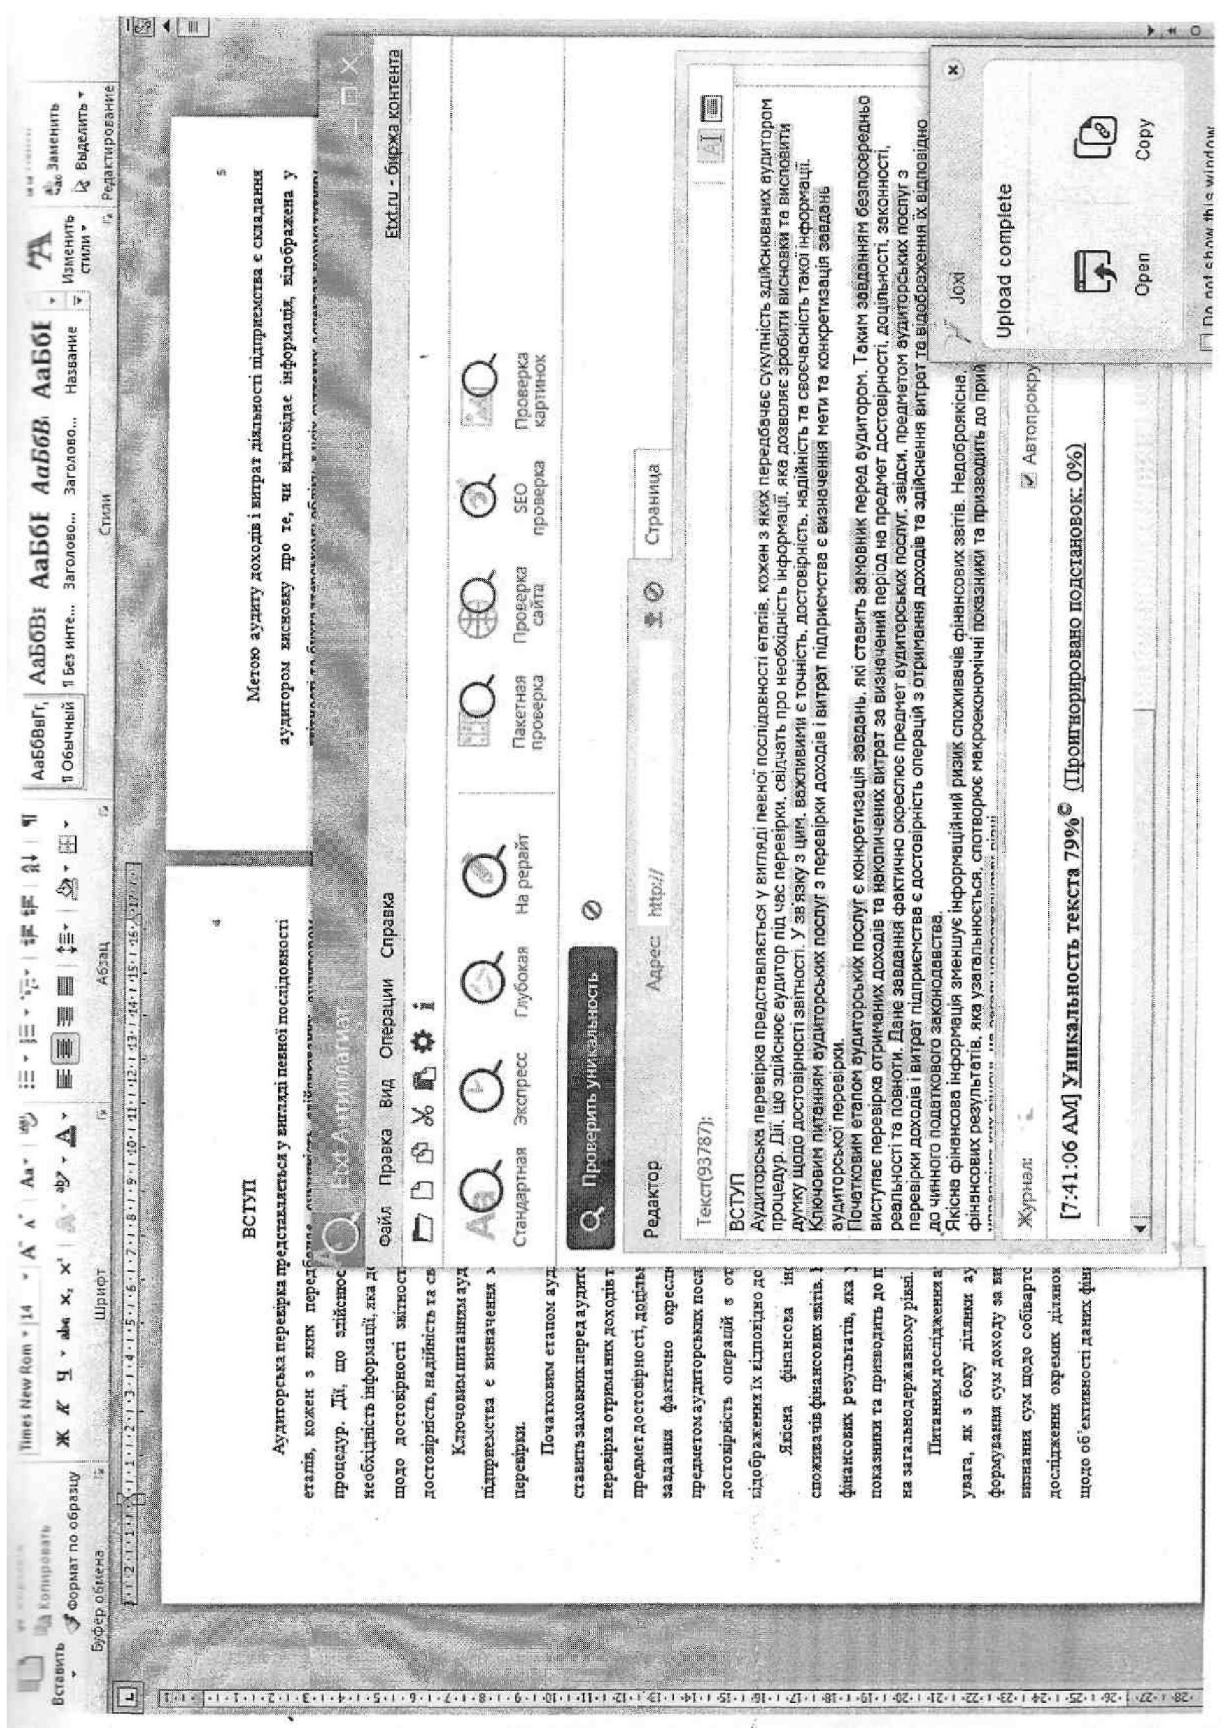 Вставить
Копировать
Формат по образцу
Буфер обмена
Times New Rom
14
Ж К Ч abc x, x'
Шрифт
Абзац
АаБбВвГг,
АаБбВг
АаБбІ
АаБбВ.
АаБбІ
¶ Обычный
¶ Без инте...
Заголово...
Заголово...
Название
Стили
Изменить
стили
Заменить
Выделить
Редактирование
4
ВСТУП
Аудиторська перевірка представляється у вигляді певної послідовності
етапів, кожен з яких передбачає сукупність здійснюваних аудитором
процедур. Дії, що здійснює
необхідність інформації, яка до
щодо достовірності звітност
достовірність, надійність та св
Ключовим питанням ауд
підприємства є визначення м
перевірки.
Початковим етапом ауд
ставить замовник перед аудито
перевірка отриманих доходів т
предмет достовірності, доціль
завдання фактично окресл
предметом аудиторських посл
достовірність операцій з от
відображення їх відповідно до
Якісна фінансова ін
споживачів фінансових звітів. Н
фінансових результатів, яка у
показники та призводить до п
на загальнодержавному рівні.
Питанням дослідження а
увага, як з боку ділянки ау
формування сум доходу за ви
визнання сум щодо собіварто
дослідження окремих ділянок
щодо об'єктивності даних фіна
5
Метою аудиту доходів і витрат діяльності підприємства є складання
аудитором висновку про те, чи відповідає інформація, відображена у
Etxt Антиплагиат
Файл Правка Вид Операции Справка
Etxt.ru - биржа контента
Стандартная
Экспресс
Глубокая
На рерайт
Пакетная
проверка
Проверка
сайта
SEO
проверка
Проверка
картинок
Проверить уникальность
Редактор
Адрес: http://
Страница
Текст(93787):
ВСТУП
Аудиторська перевірка представляється у вигляді певної послідовності етапів, кожен з яких передбачає сукупність здійснюваних аудитором
процедур. Дії, що здійснює аудитор під час перевірки, свідчать про необхідність інформації, яка дозволяє зробити висновки та висловити
думку щодо достовірності звітності. У зв'язку з цим, важливими є точність, достовірність, надійність та своєчасність такої інформації.
Ключовим питанням аудиторських послуг з перевірки доходів і витрат підприємства є визначення мети та конкретизація завдань
аудиторської перевірки.
Початковим етапом аудиторських послуг є конкретизація завдань, які ставить замовник перед аудитором. Таким завданням безпосередньо
виступає перевірка отриманих доходів та накопичених витрат за визначений період на предмет достовірності, доцільності, законності,
реальності та повноти. Дане завдання фактично окреслює предмет аудиторських послуг, звідси, предметом аудиторських послуг з
перевірки доходів і витрат підприємства є достовірність операцій з отримання доходів та здійснення витрат та відображення їх відповідно
до чинного податкового законодавства.
Якісна фінансова інформація зменшує інформаційний ризик споживачів фінансових звітів. Недоброякісна,
фінансових результатів, яка узагальнюється, спотворює макроекономічні показники та призводить до прий
Журнал:
Автопрокру
[7:41:06 AM] Уникальность текста 79%© (Проигнорировано подстановок: 0%)
Joxi
Upload complete
Open
Copy
Do not show this window